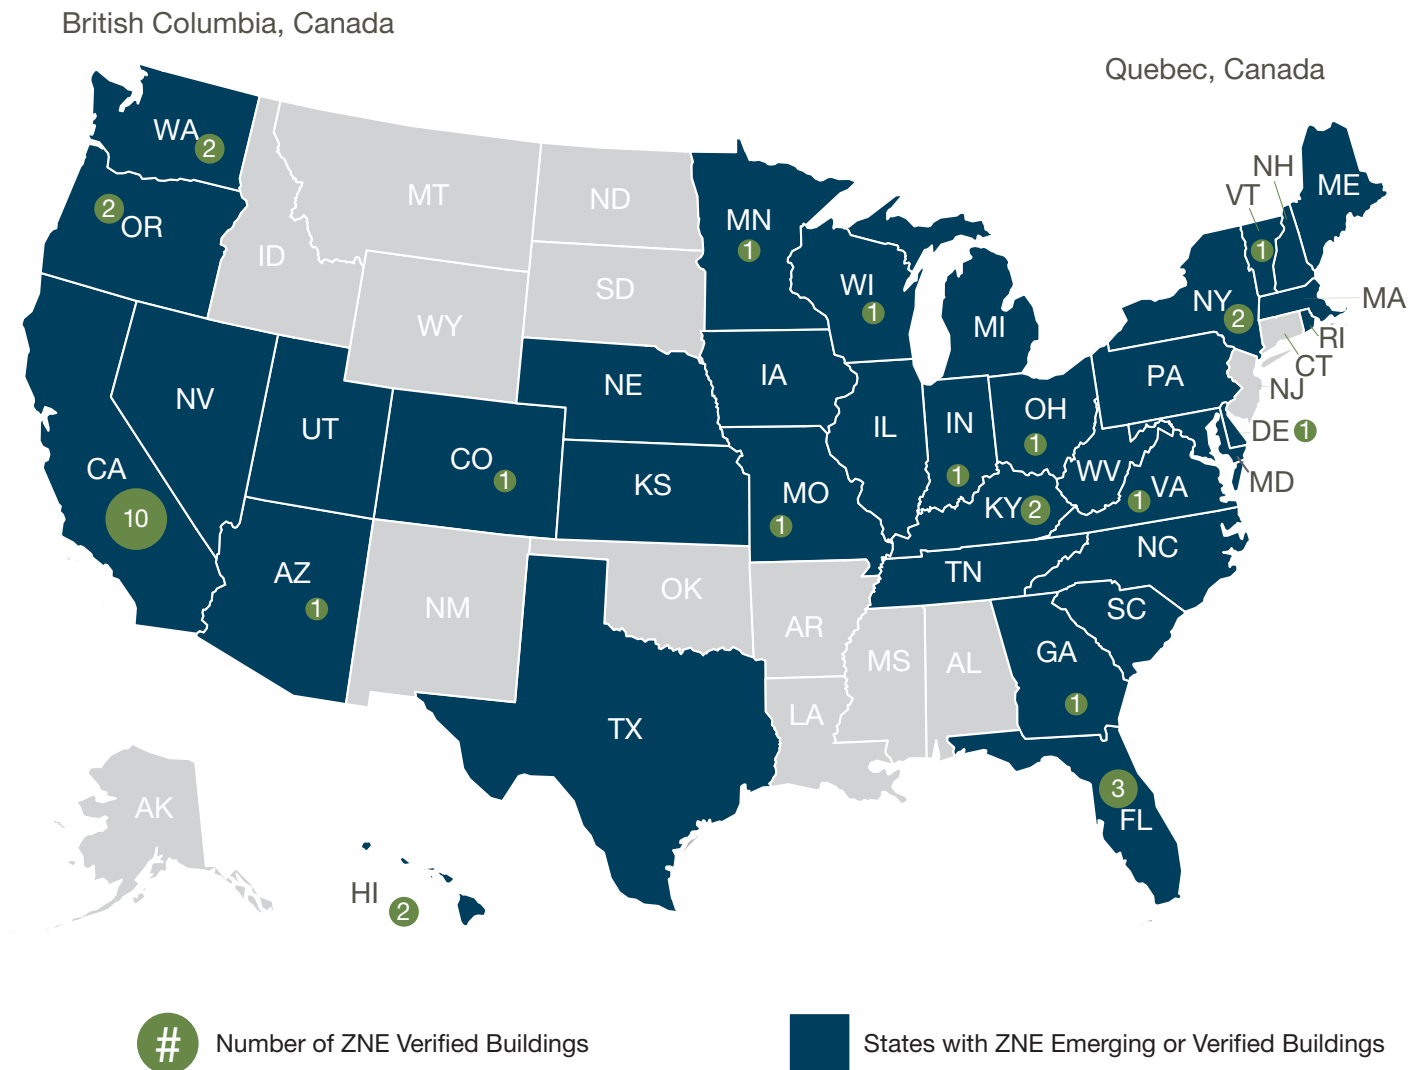 British Columbia, Canada
Quebec, Canada
WA
2
2
OR
MT
ID
WY
ND
SD
MN
1
WI
1
MI
NH
VT
1
ME
NY
2
MA
RI
CT
NJ
PA
DE 1
MD
NV
UT
CA
10
CO
1
NE
KS
IA
MO
1
IL
IN
1
OH
1
KY 2
WV
VA
1
NC
TN
SC
AZ
1
NM
OK
AR
MS
AL
GA
1
LA
TX
3
FL
AK
HI
2
# Number of ZNE Verified Buildings
States with ZNE Emerging or Verified Buildings